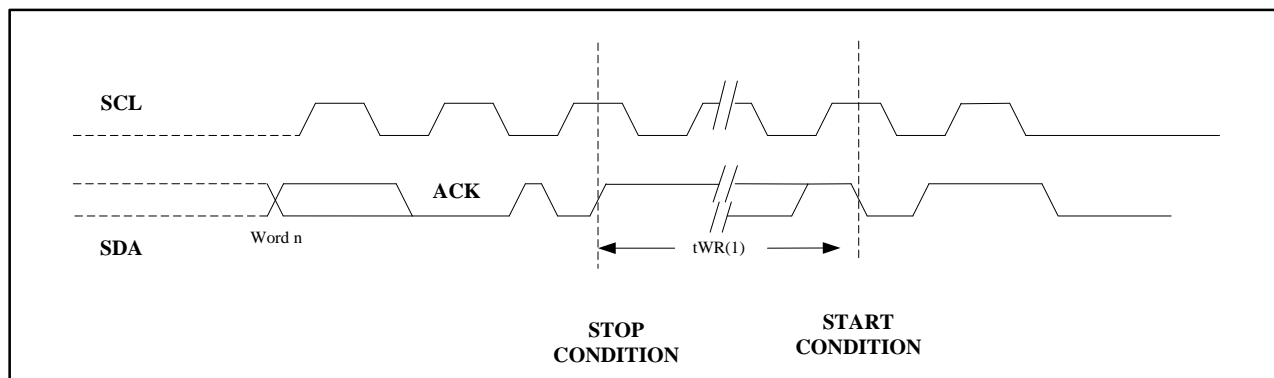 SCL
ACK
SDA
Word n
tWR(1)
STOP
CONDITION
START
CONDITION